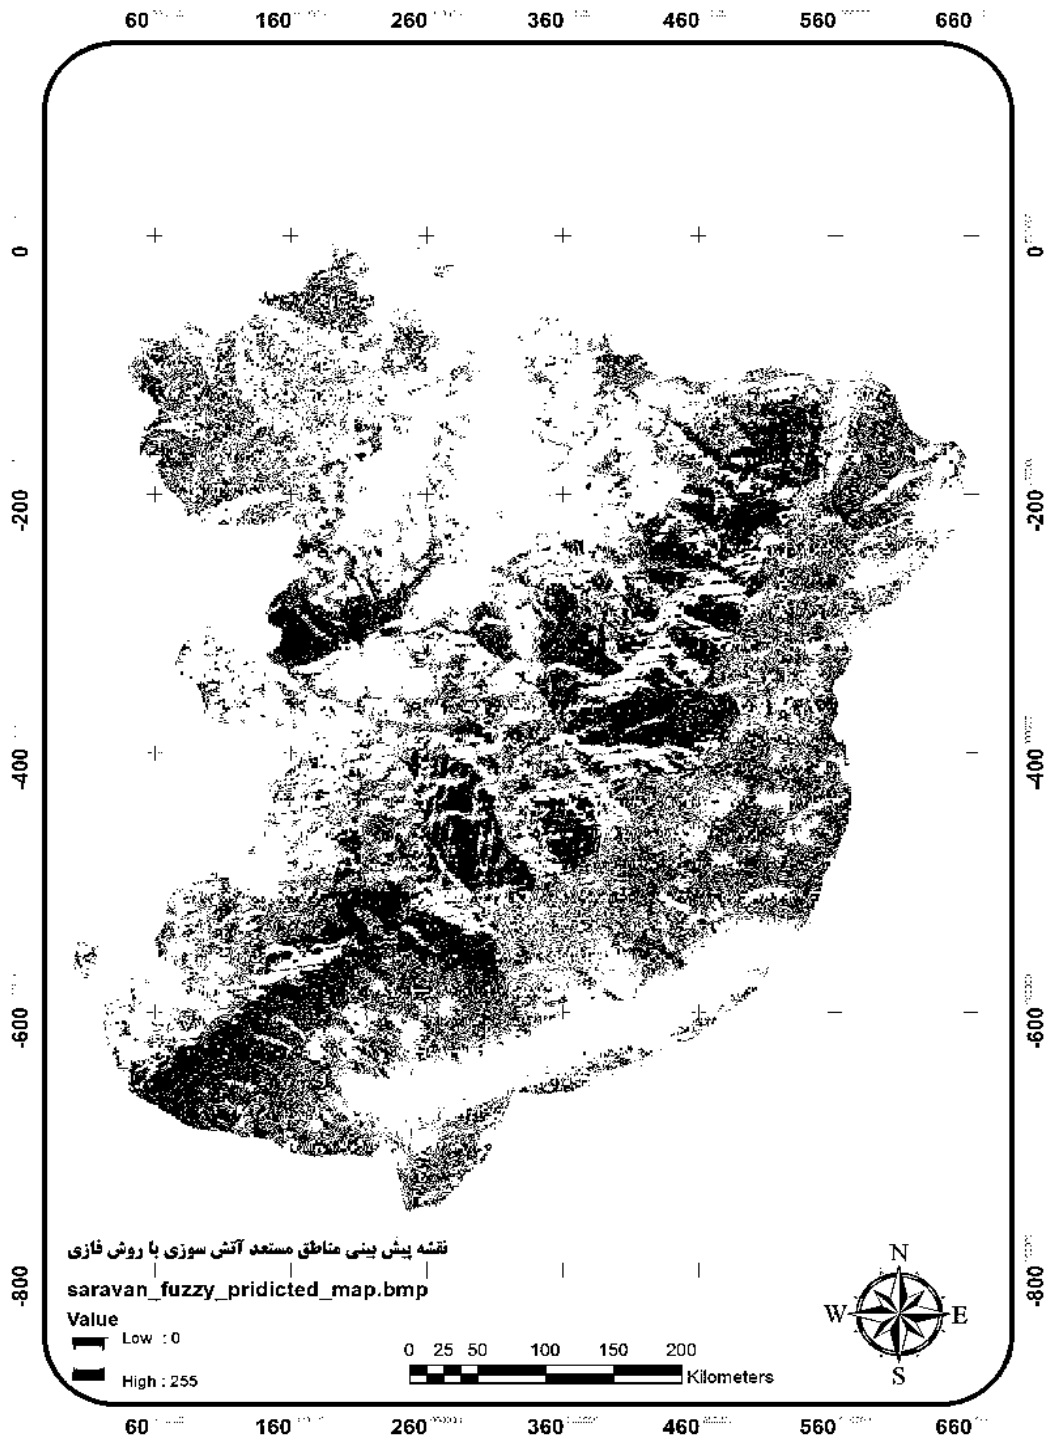 60 160 260 360 460 560 660
0 0
-200 -200
-400 -400
-600 -600
-800 -800
نقشه پیش بینی مناطق مستعد آتش سوزی با روش فازی
saravan_fuzzy_pridicted_map.bmp
Value
Low : 0
High : 255
0 25 50 100 150 200
Kilometers
N
W E
S
60 160 260 360 460 560 660